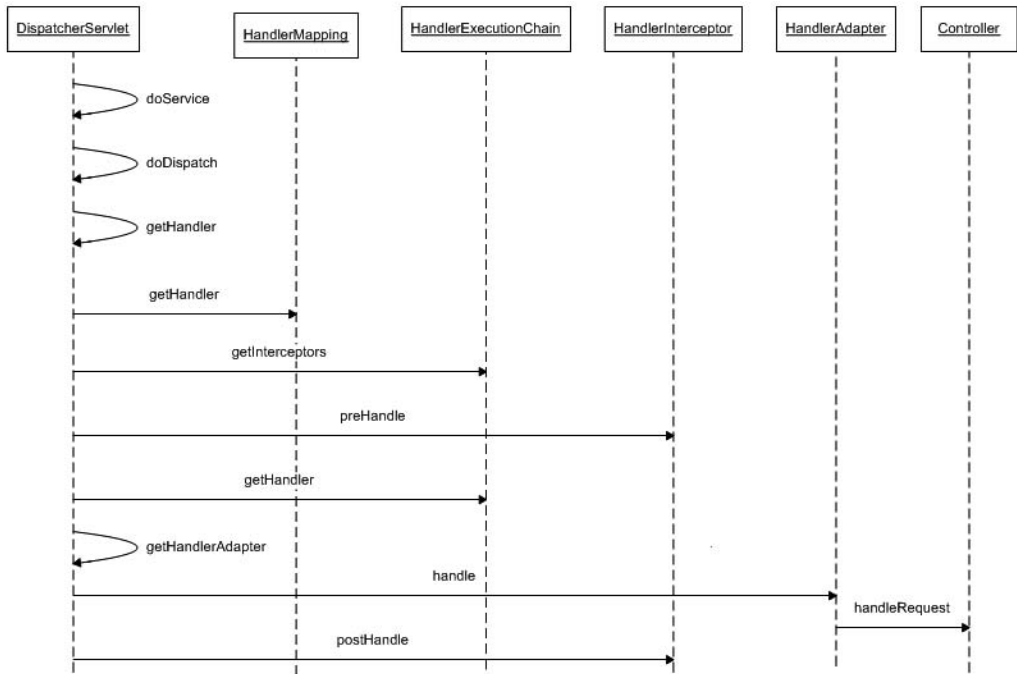 DispatcherServlet
HandlerMapping
HandlerExecutionChain
HandlerInterceptor
HandlerAdapter
Controller
doService
doDispatch
getHandler
getHandler
getInterceptors
preHandle
getHandler
getHandlerAdapter
handle
handleRequest
postHandle